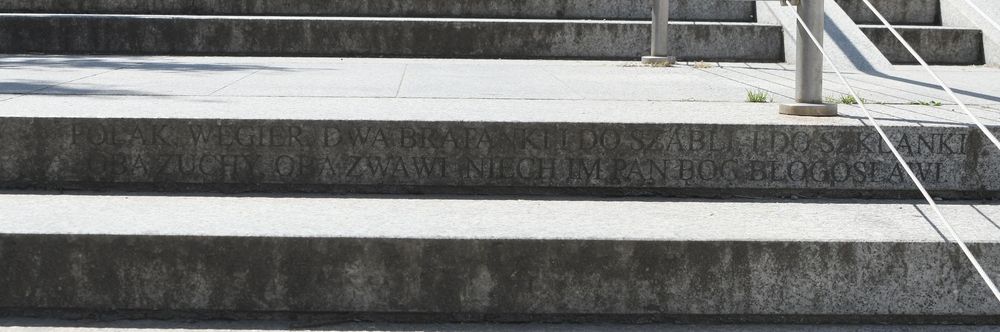 POLAK, WĘGIER, DWA BRATANKI I DO SZABLI, I DO SZKLANKI
OBA ZUCHY, OBA ŻWAWI, NIECH IM PAN BÓG BŁOGOSŁAWI